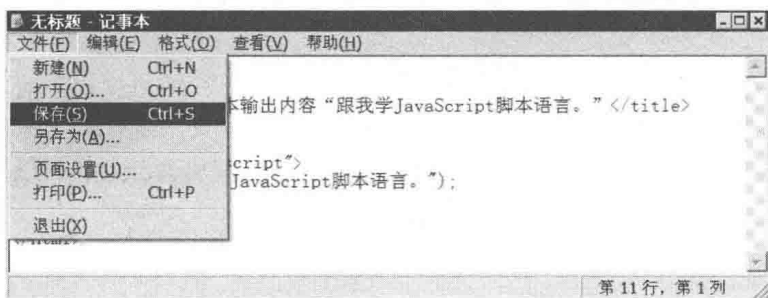 无标题 - 记事本
文件(F) 编辑(E) 格式(O) 查看(V) 帮助(H)
新建(N) Ctrl+N
打开(O)... Ctrl+O
本输出内容“跟我学JavaScript脚本语言。”</title>
保存(S) Ctrl+S
另存为(A)...
cript">
页面设置(U)...
JavaScript脚本语言。");
打印(P)... Ctrl+P
退出(X)
第 11 行，第 1 列